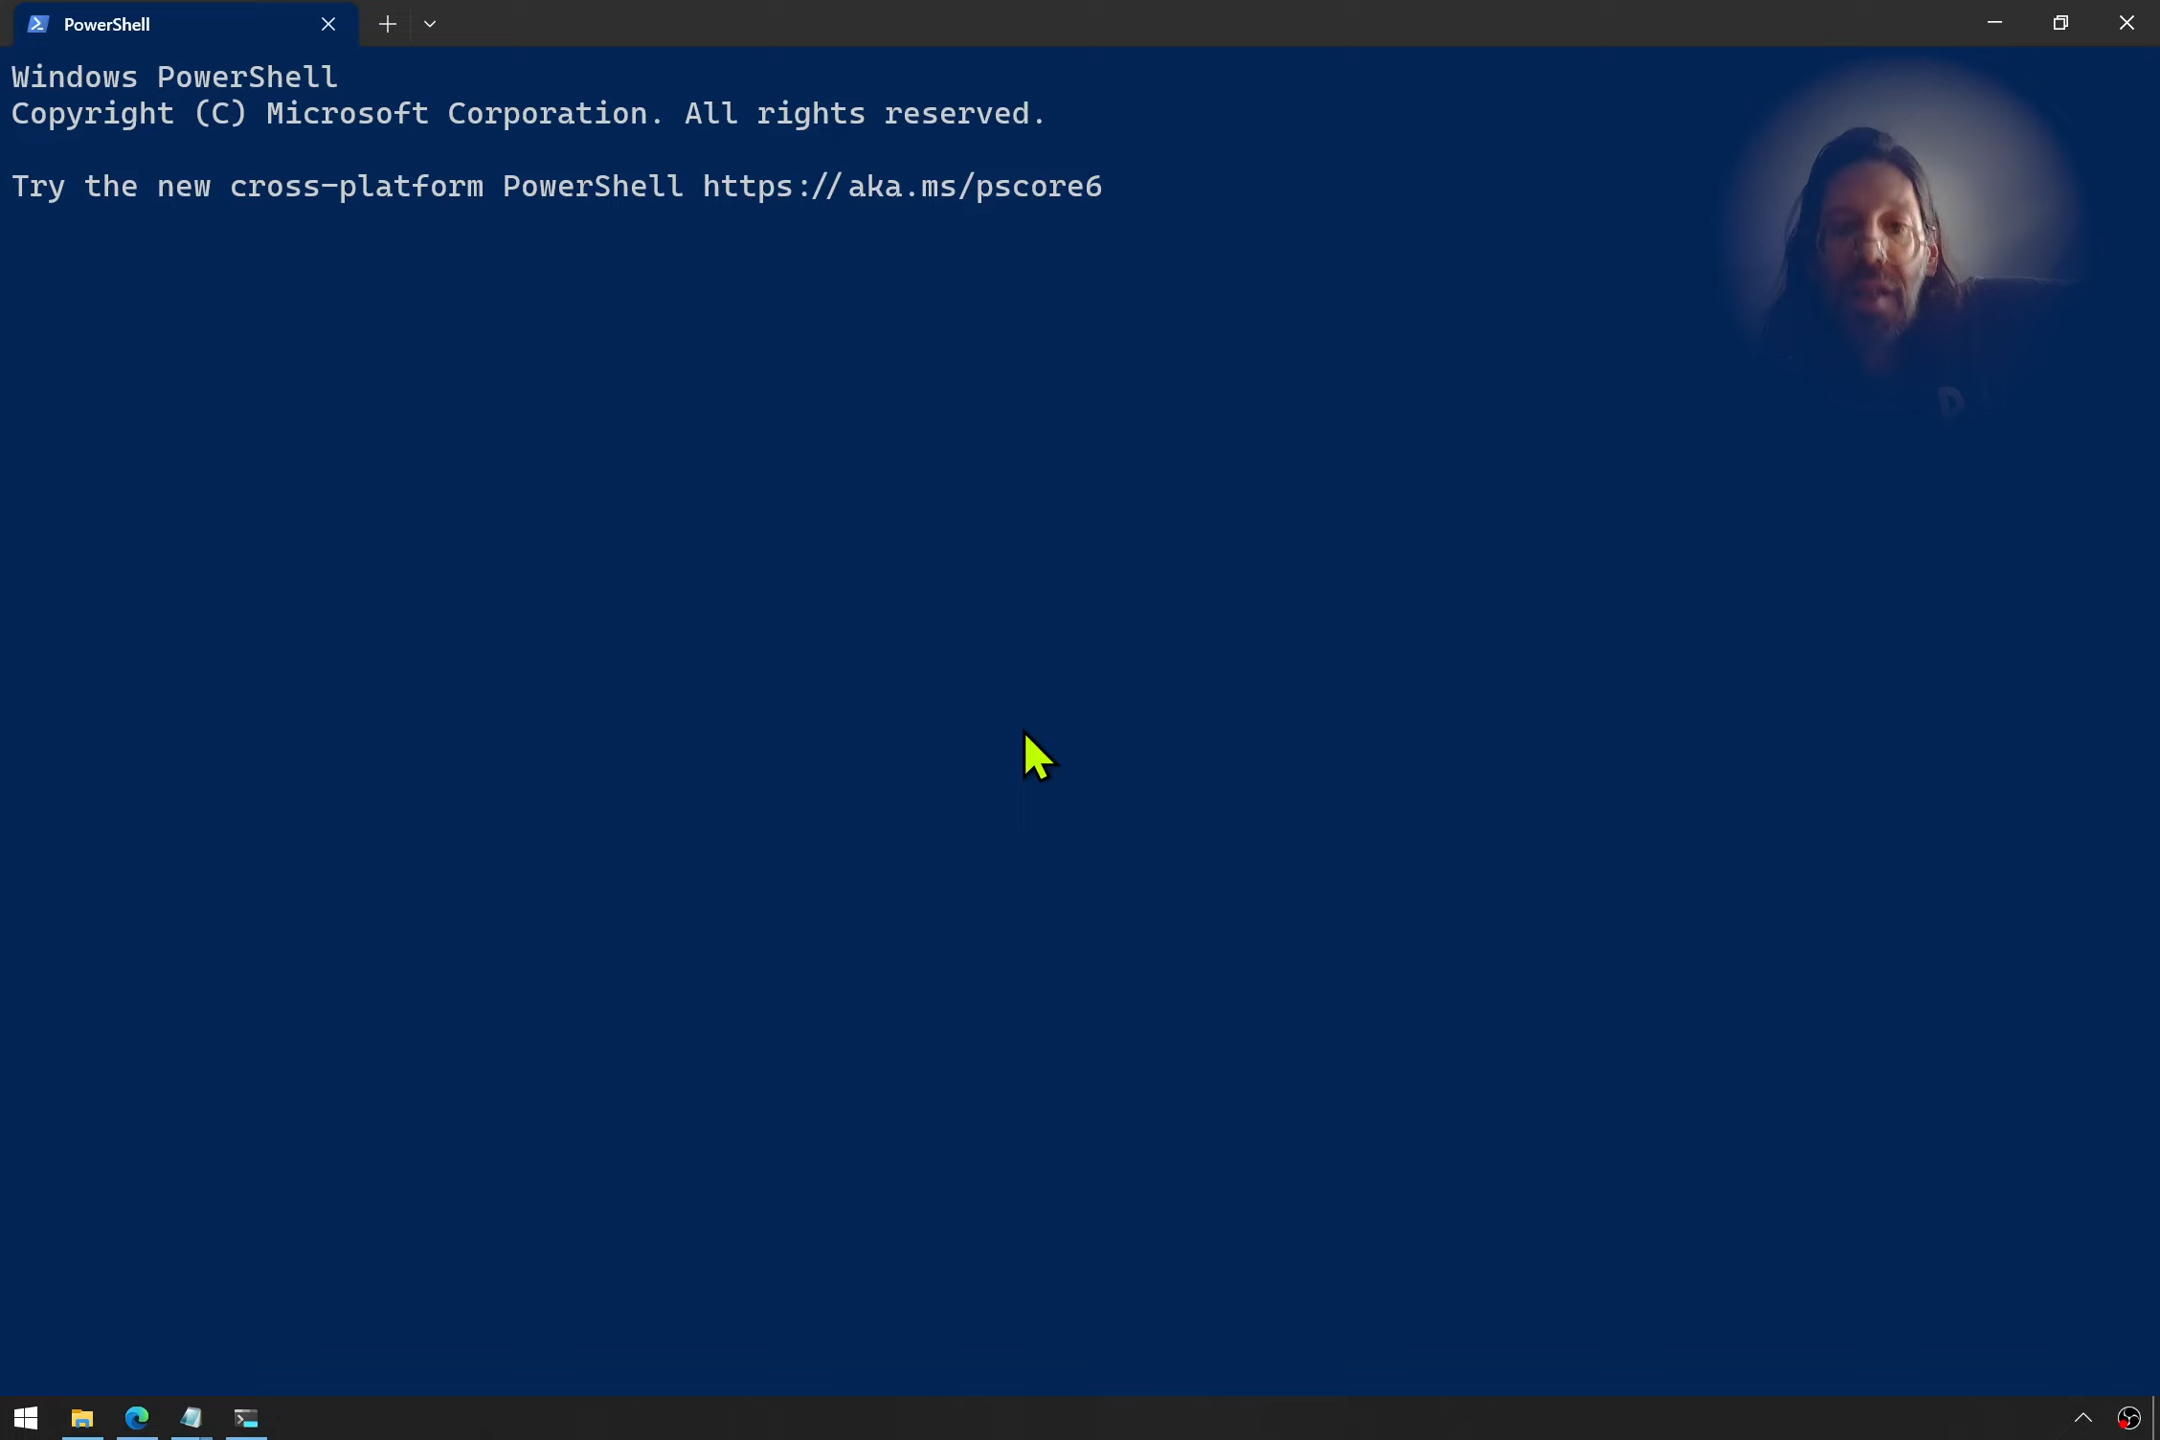 PowerShell
Windows PowerShell
Copyright (C) Microsoft Corporation. All rights reserved.
Try the new cross-platform PowerShell https://aka.ms/pscore6
D